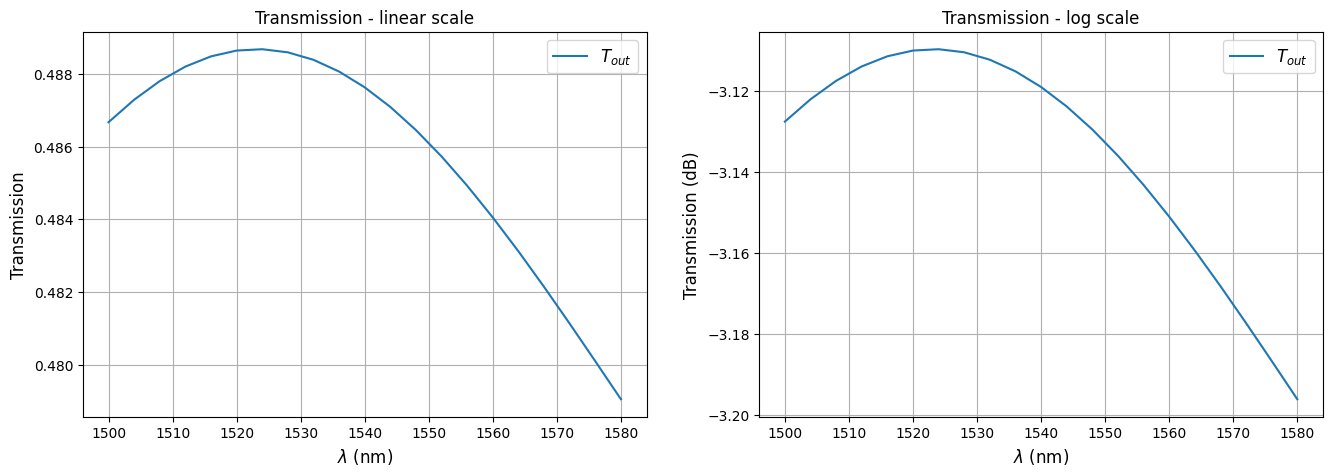 Transmission - linear scale
Transmission
0.488
0.486
0.484
0.482
0.480
T_out
1500 1510 1520 1530 1540 1550 1560 1570 1580
λ (nm)
Transmission - log scale
Transmission (dB)
−3.12
−3.14
−3.16
−3.18
−3.20
T_out
1500 1510 1520 1530 1540 1550 1560 1570 1580
λ (nm)